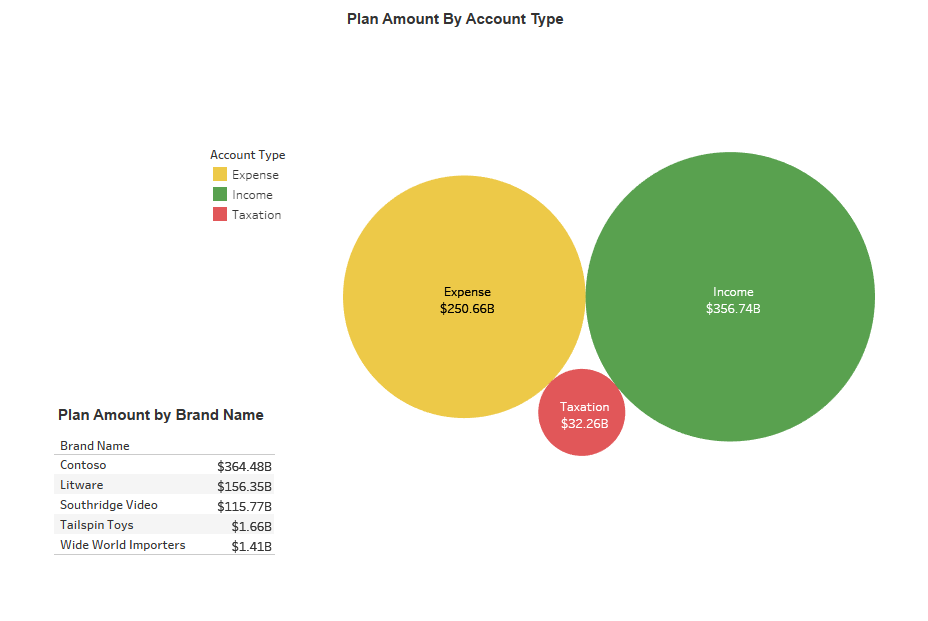 Plan Amount By Account Type
Account Type
Expense
Income
Taxation
Expense
$250.66B
Income
$356.74B
Taxation
$32.26B
Plan Amount by Brand Name
Brand Name
Contoso $364.48B
Litware $156.35B
Southridge Video $115.77B
Tailspin Toys $1.66B
Wide World Importers $1.41B